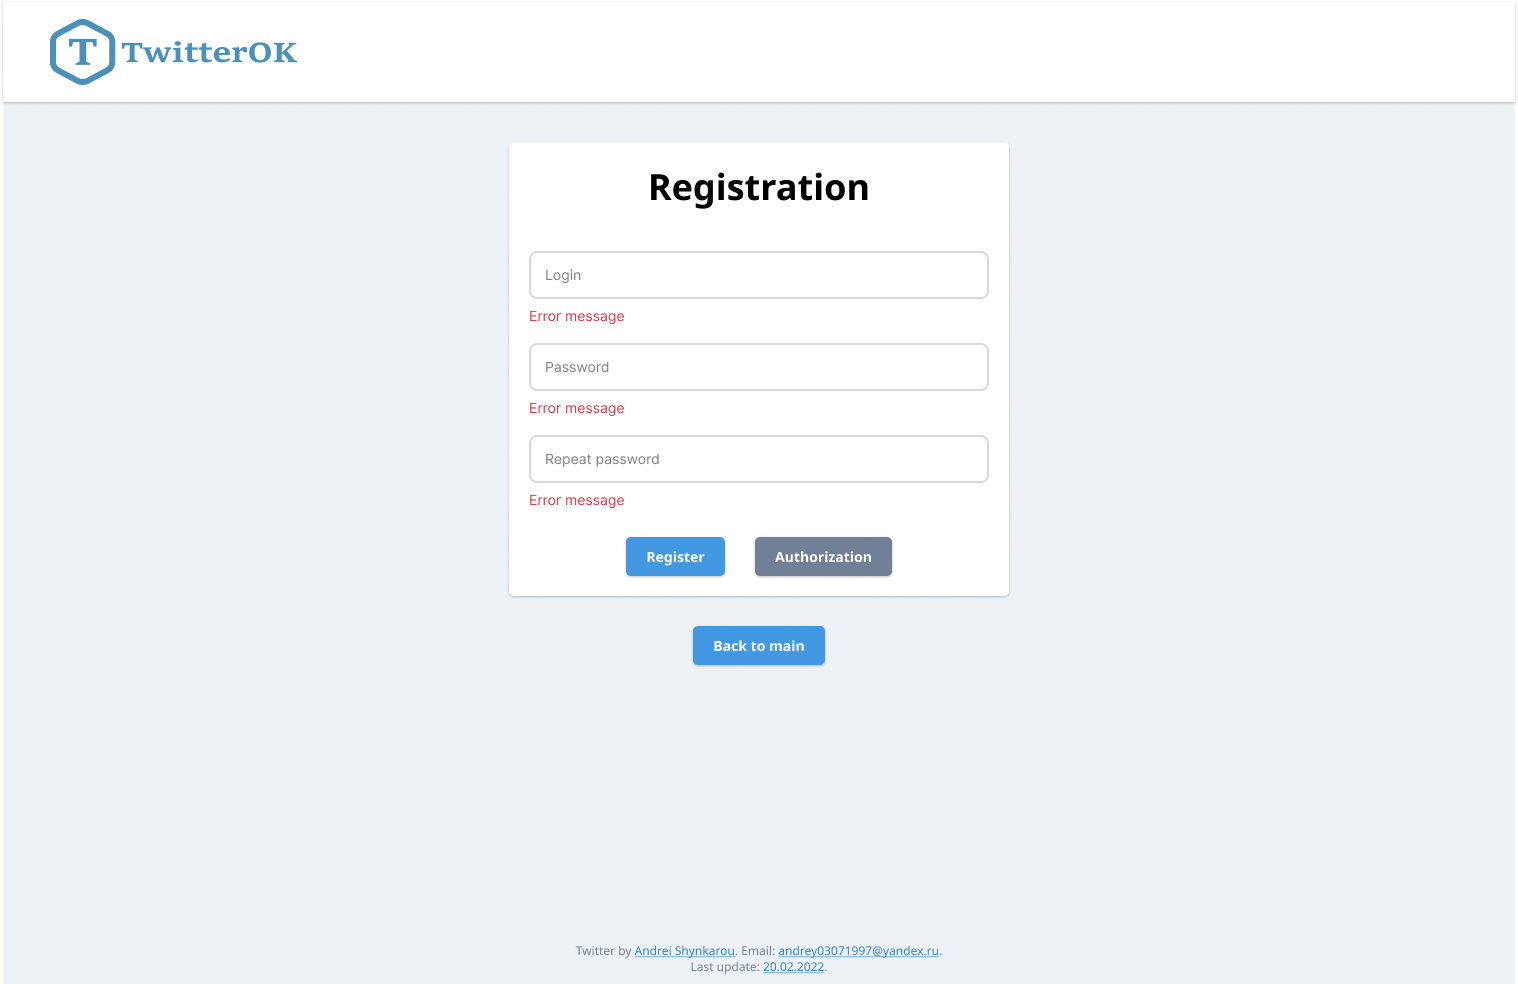 T TwitterOK
Registration
Login
Error message
Password
Error message
Repeat password
Error message
Register Authorization
Back to main
Twitter by Andrei Shynkarou. Email: andrey03071997@yandex.ru.
Last update: 20.02.2022.